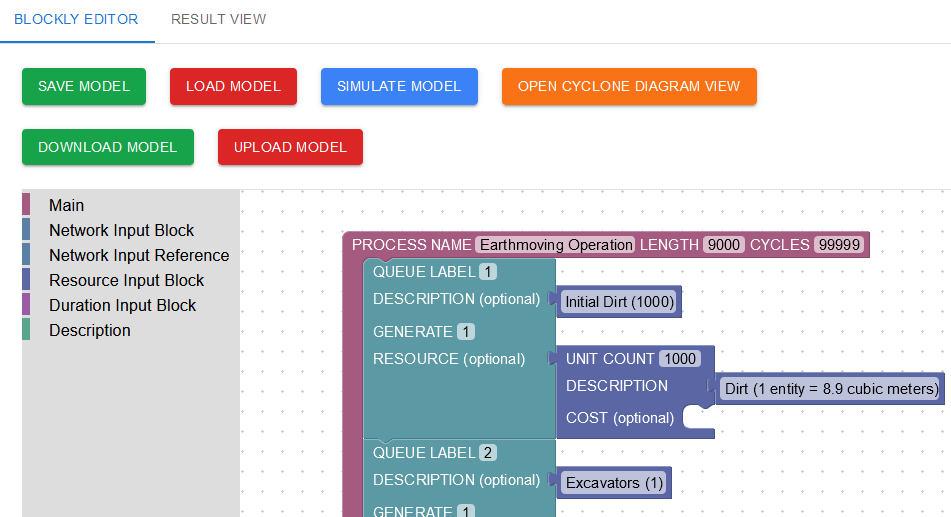 BLOCKLY EDITOR RESULT VIEW
SAVE MODEL LOAD MODEL SIMULATE MODEL OPEN CYCLONE DIAGRAM VIEW
DOWNLOAD MODEL UPLOAD MODEL
Main
Network Input Block
Network Input Reference
Resource Input Block
Duration Input Block
Description
PROCESS NAME Earthmoving Operation LENGTH 9000 CYCLES 99999
QUEUE LABEL 1
DESCRIPTION (optional) Initial Dirt (1000)
GENERATE 1
RESOURCE (optional) UNIT COUNT 1000
DESCRIPTION Dirt (1 entity = 8.9 cubic meters)
COST (optional)
QUEUE LABEL 2
DESCRIPTION (optional) Excavators (1)
GENERATE 1